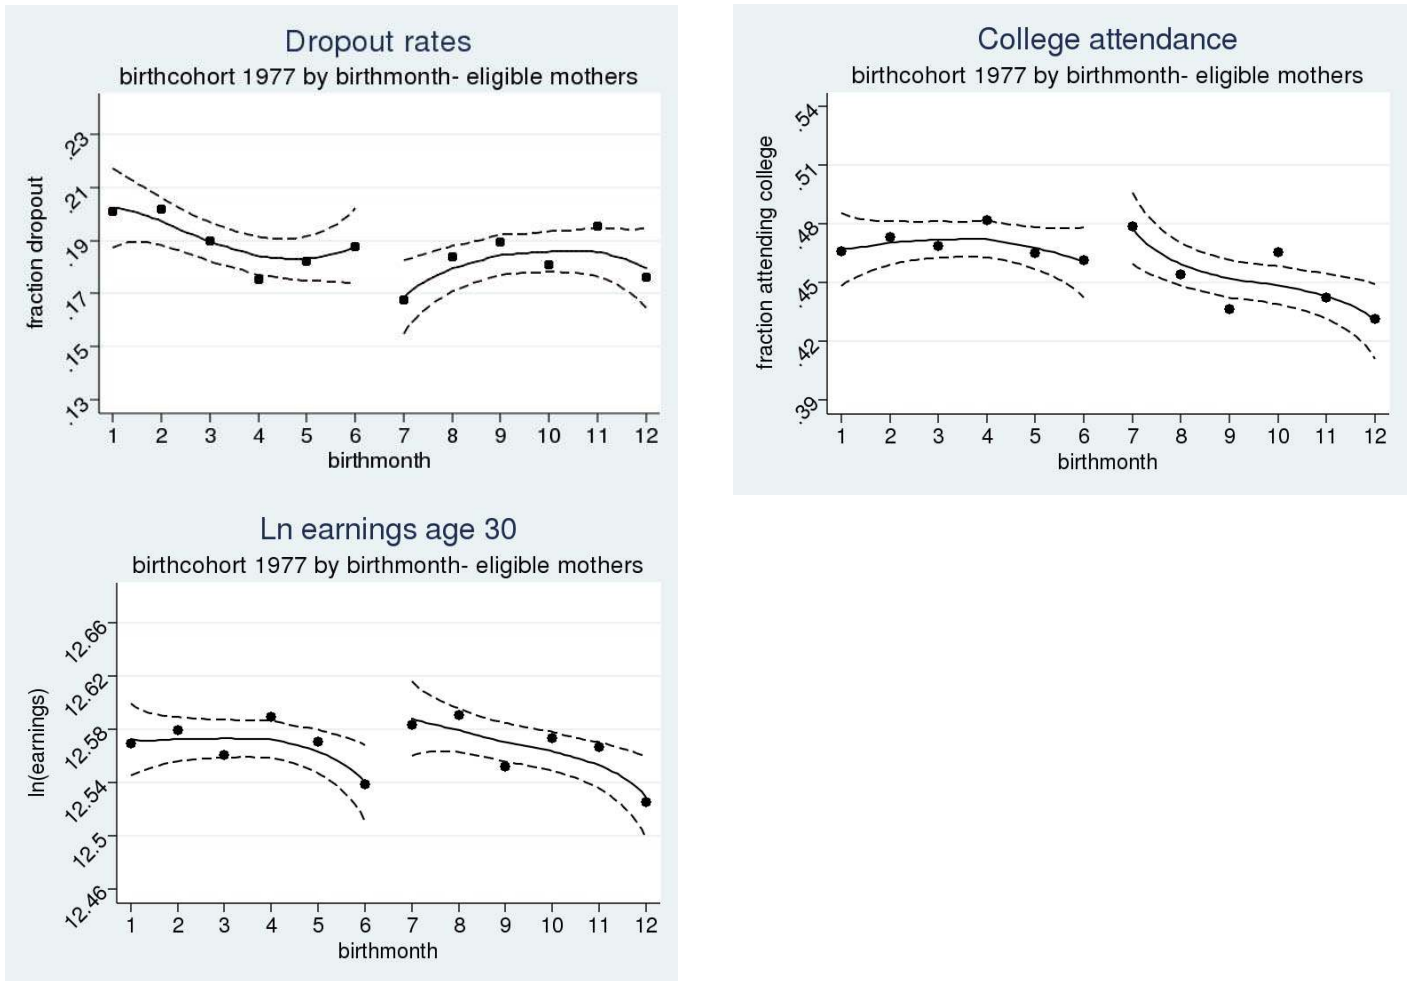 Dropout rates
birthcohort 1977 by birthmonth- eligible mothers
fraction dropout
.23
.21
.19
.17
.15
.13
1 2 3 4 5 6 7 8 9 10 11 12
birthmonth
College attendance
birthcohort 1977 by birthmonth- eligible mothers
fraction attending college
.54
.51
.48
.45
.42
.39
1 2 3 4 5 6 7 8 9 10 11 12
birthmonth
Ln earnings age 30
birthcohort 1977 by birthmonth- eligible mothers
ln(earnings)
12.66
12.62
12.58
12.54
12.5
12.46
1 2 3 4 5 6 7 8 9 10 11 12
birthmonth